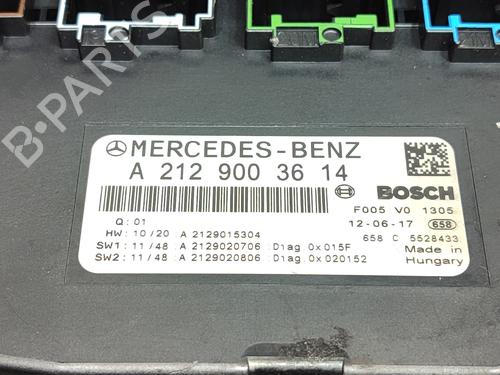 B-PARTS
MERCEDES-BENZ
A 212 900 36 14
BOSCH
Q: 01
F005 V0 1305
HW: 10/20 A 2129015304
12-06-17 658
SW1: 11/48 A 2129020706 Diag 0x015F
658 C 5528433
SW2: 11/48 A 2129020806 Diag 0x020152
Made in
Hungary